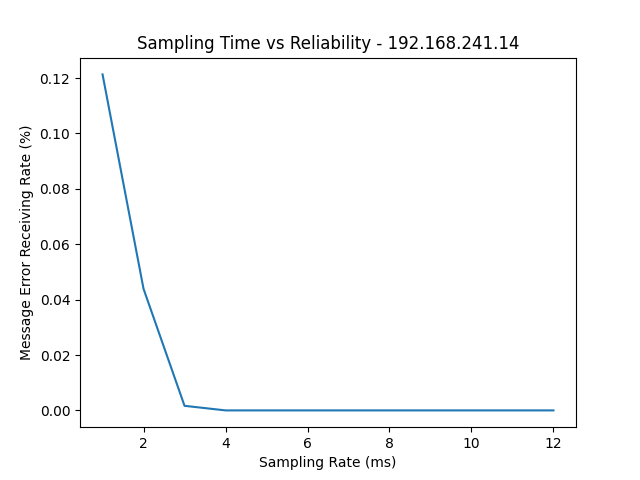 Sampling Time vs Reliability - 192.168.241.14
0.12
0.10
0.08
0.06
0.04
0.02
0.00
Message Error Receiving Rate (%)
2 4 6 8 10 12
Sampling Rate (ms)